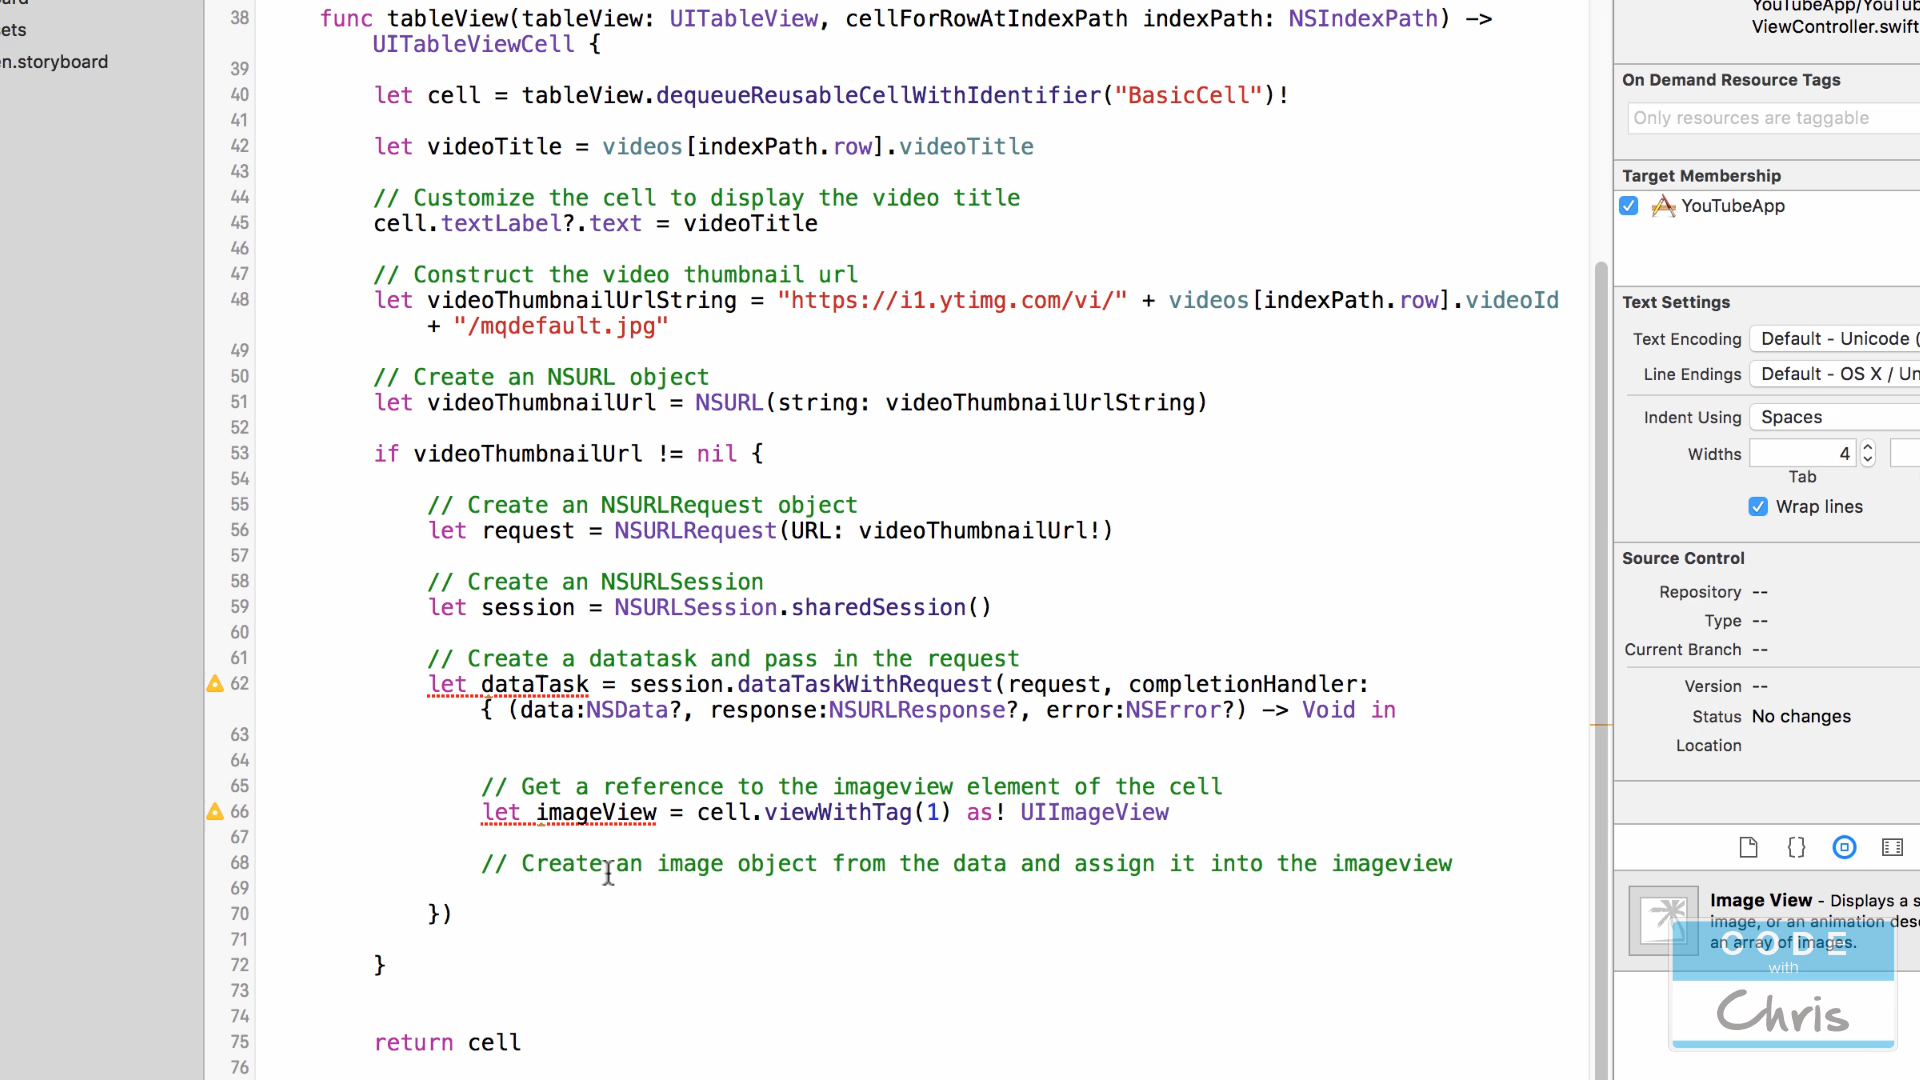 oard
38 func tableView(tableView: UITableView, cellForRowAtIndexPath indexPath: NSIndexPath) ->
UITableViewCell {
ets
n.storyboard
39
40 let cell = tableView.dequeueReusableCellWithIdentifier("BasicCell")!
41
42 let videoTitle = videos[indexPath.row].videoTitle
43
44 // Customize the cell to display the video title
45 cell.textLabel?.text = videoTitle
46
47 // Construct the video thumbnail url
48 let videoThumbnailUrlString = "https://i1.ytimg.com/vi/" + videos[indexPath.row].videoId
+ "/mqdefault.jpg"
49
50 // Create an NSURL object
51 let videoThumbnailUrl = NSURL(string: videoThumbnailUrlString)
52
53 if videoThumbnailUrl != nil {
54
55 // Create an NSURLRequest object
56 let request = NSURLRequest(URL: videoThumbnailUrl!)
57
58 // Create an NSURLSession
59 let session = NSURLSession.sharedSession()
60
61 // Create a datatask and pass in the request
62 let dataTask = session.dataTaskWithRequest(request, completionHandler:
{ (data:NSData?, response:NSURLResponse?, error:NSError?) -> Void in
63
64
65 // Get a reference to the imageview element of the cell
66 let imageView = cell.viewWithTag(1) as! UIImageView
67
68 // Create an image object from the data and assign it into the imageview
69
70 })
71
72 }
73
74
75 return cell
76
YouTubeApp/YouTub
ViewController.swift
On Demand Resource Tags
Only resources are taggable
Target Membership
YouTubeApp
Text Settings
Text Encoding Default - Unicode (
Line Endings Default - OS X / Un
Indent Using Spaces
Widths 4
Tab
Wrap lines
Source Control
Repository --
Type --
Current Branch --
Version --
Status No changes
Location
{}
Image View - Displays a s
image, or an animation desc
an array of images.
CODE
with
Chris